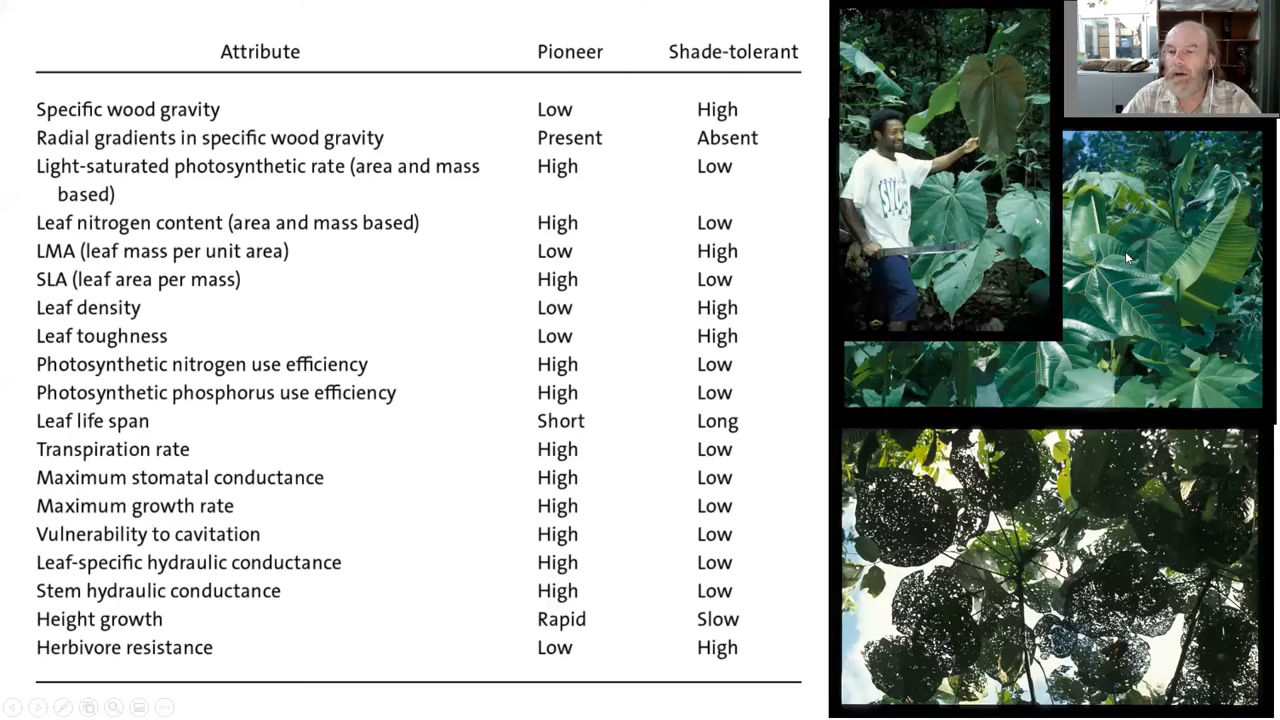 Attribute Pioneer Shade-tolerant
Specific wood gravity Low High
Radial gradients in specific wood gravity Present Absent
Light-saturated photosynthetic rate (area and mass High Low
based)
Leaf nitrogen content (area and mass based) High Low
LMA (leaf mass per unit area) Low High
SLA (leaf area per mass) High Low
Leaf density Low High
Leaf toughness Low High
Photosynthetic nitrogen use efficiency High Low
Photosynthetic phosphorus use efficiency High Low
Leaf life span Short Long
Transpiration rate High Low
Maximum stomatal conductance High Low
Maximum growth rate High Low
Vulnerability to cavitation High Low
Leaf-specific hydraulic conductance High Low
Stem hydraulic conductance High Low
Height growth Rapid Slow
Herbivore resistance Low High